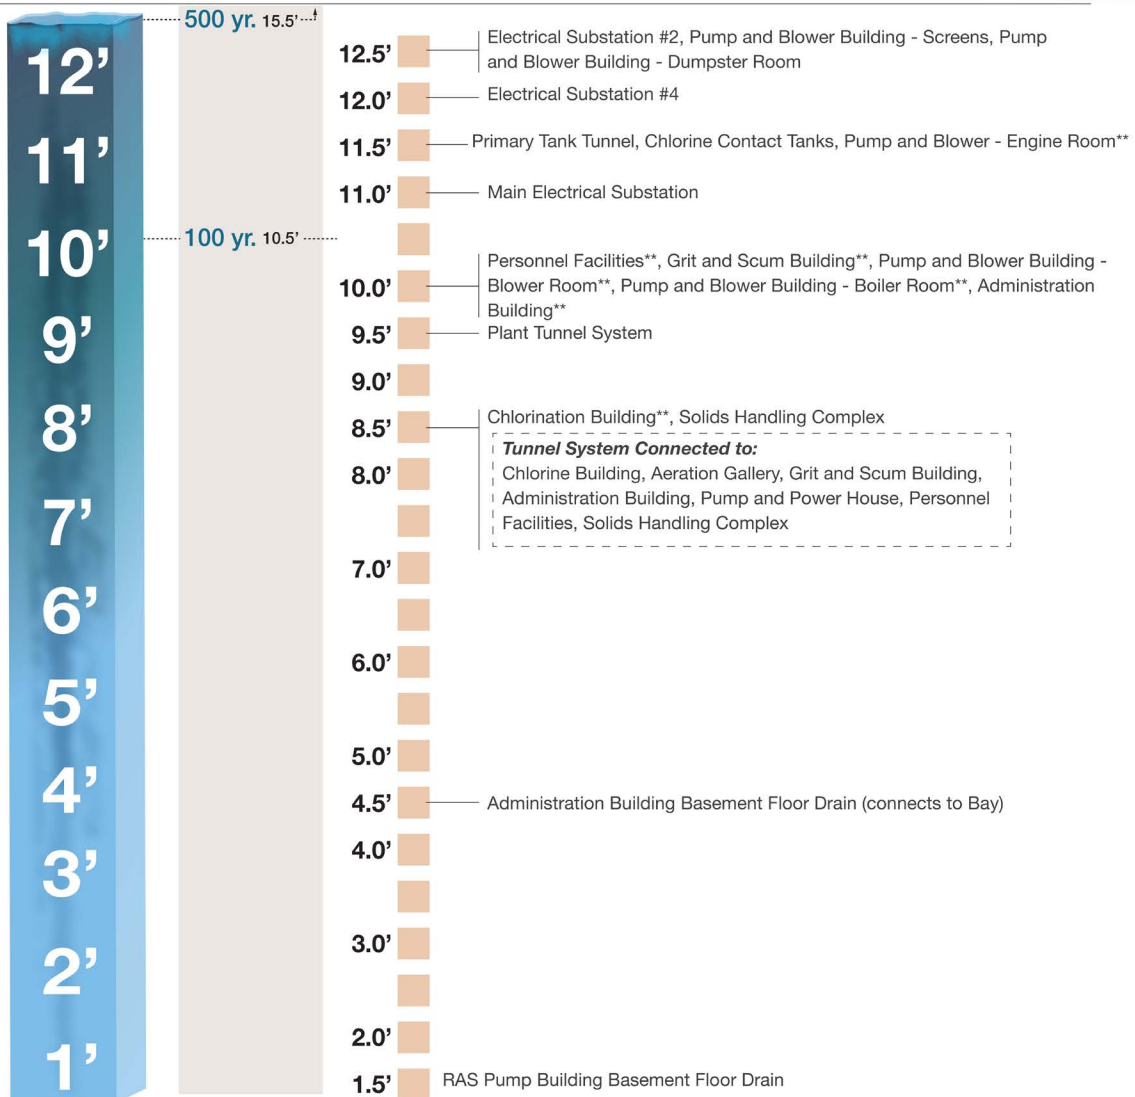 500 yr. 15.5’
12’
11’
100 yr. 10.5’
10’
9’
8’
7’
6’
5’
4’
3’
2’
1’
12.5’ Electrical Substation #2, Pump and Blower Building - Screens, Pump
and Blower Building - Dumpster Room
12.0’ Electrical Substation #4
11.5’ Primary Tank Tunnel, Chlorine Contact Tanks, Pump and Blower - Engine Room**
11.0’ Main Electrical Substation
10.0’ Personnel Facilities**, Grit and Scum Building**, Pump and Blower Building -
Blower Room**, Pump and Blower Building - Boiler Room**, Administration
Building**
9.5’ Plant Tunnel System
9.0’
8.5’ Chlorination Building**, Solids Handling Complex
Tunnel System Connected to:
8.0’ Chlorine Building, Aeration Gallery, Grit and Scum Building,
Administration Building, Pump and Power House, Personnel
Facilities, Solids Handling Complex
7.0’
6.0’
5.0’
4.5’ Administration Building Basement Floor Drain (connects to Bay)
4.0’
3.0’
2.0’
1.5’ RAS Pump Building Basement Floor Drain